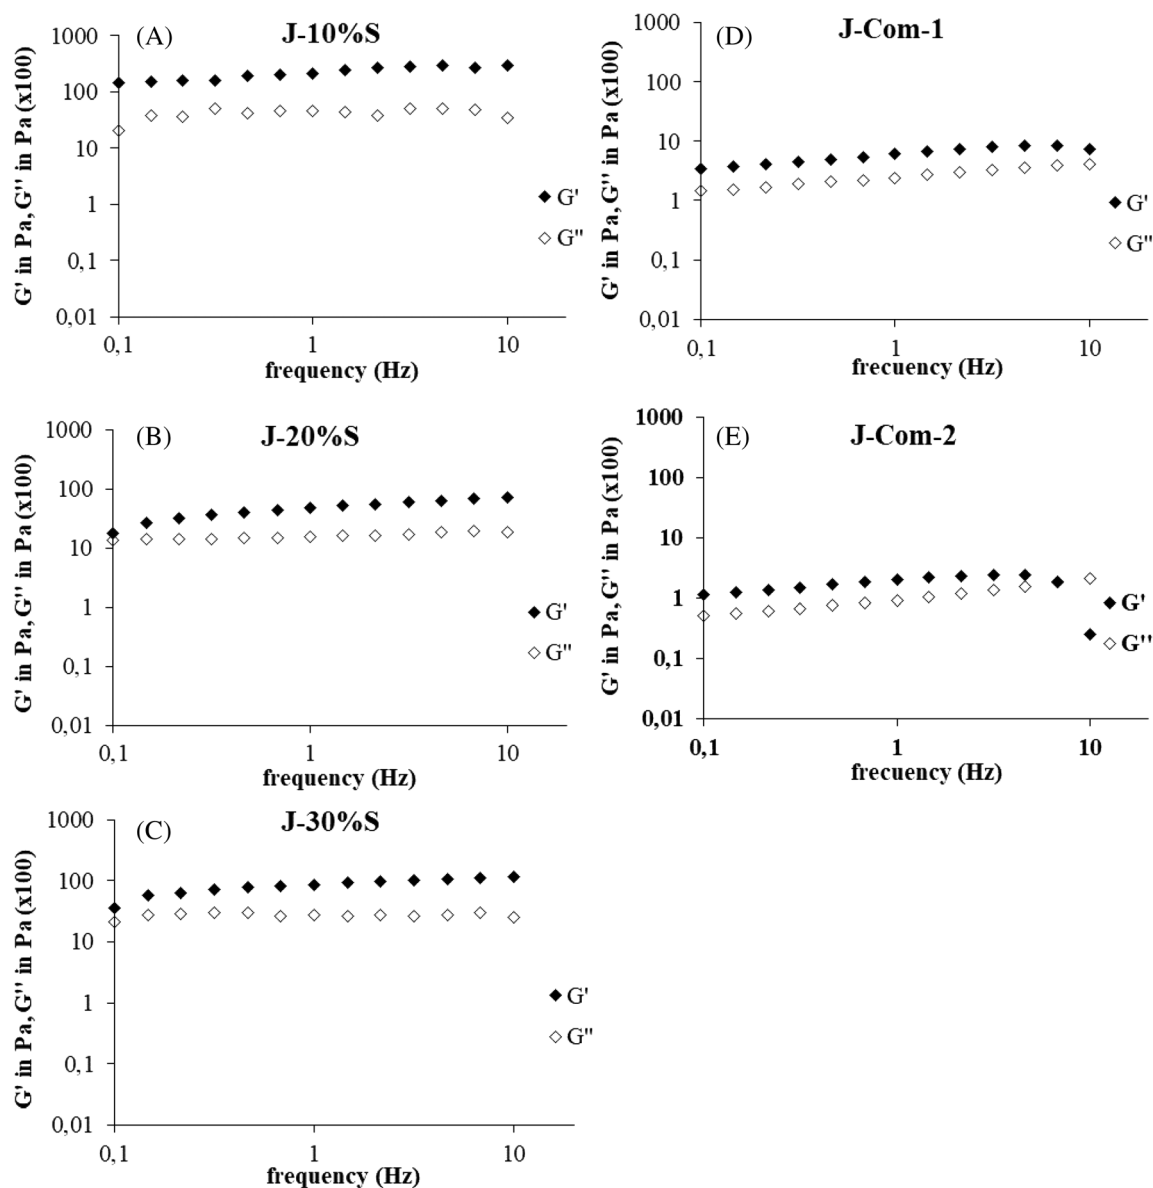 (A)
J-10%S
G' in Pa, G'' in Pa (x100)
1000
100
10
1
0,1
0,01
0,1
1
10
frequency (Hz)
G'
G''
(D)
J-Com-1
G' in Pa, G'' in Pa (x100)
1000
100
10
1
0,1
0,01
0,1
1
10
frecuency (Hz)
G'
G''
(B)
J-20%S
G' in Pa, G'' in Pa (x100)
1000
100
10
1
0,1
0,01
0,1
1
10
frequency (Hz)
G'
G''
(E)
J-Com-2
G' in Pa, G'' in Pa (x100)
1000
100
10
1
0,1
0,01
0,1
1
10
frecuency (Hz)
G'
G''
(C)
J-30%S
G' in Pa, G'' in Pa (x100)
1000
100
10
1
0,1
0,01
0,1
1
10
frequency (Hz)
G'
G''